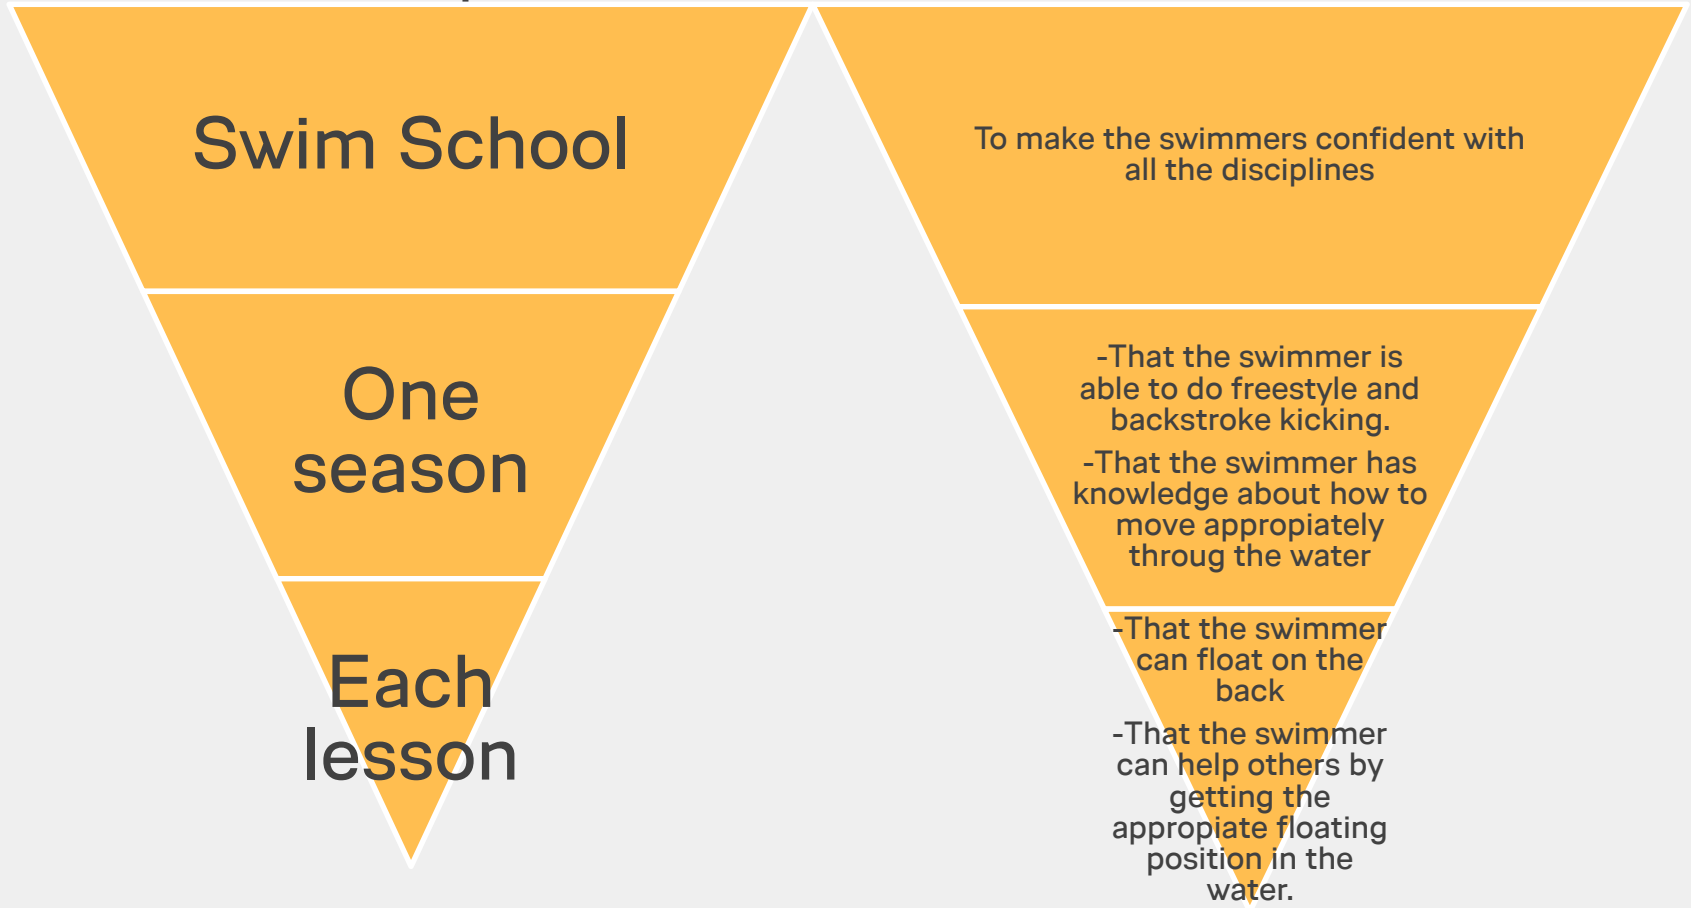 Swim School
One
season
Each
lesson
To make the swimmers confident with
all the disciplines
-That the swimmer is
able to do freestyle and
backstroke kicking.
-That the swimmer has
knowledge about how to
move appropiately
throug the water
-That the swimmer
can float on the
back
-That the swimmer
can help others by
getting the
appropiate floating
position in the
water.